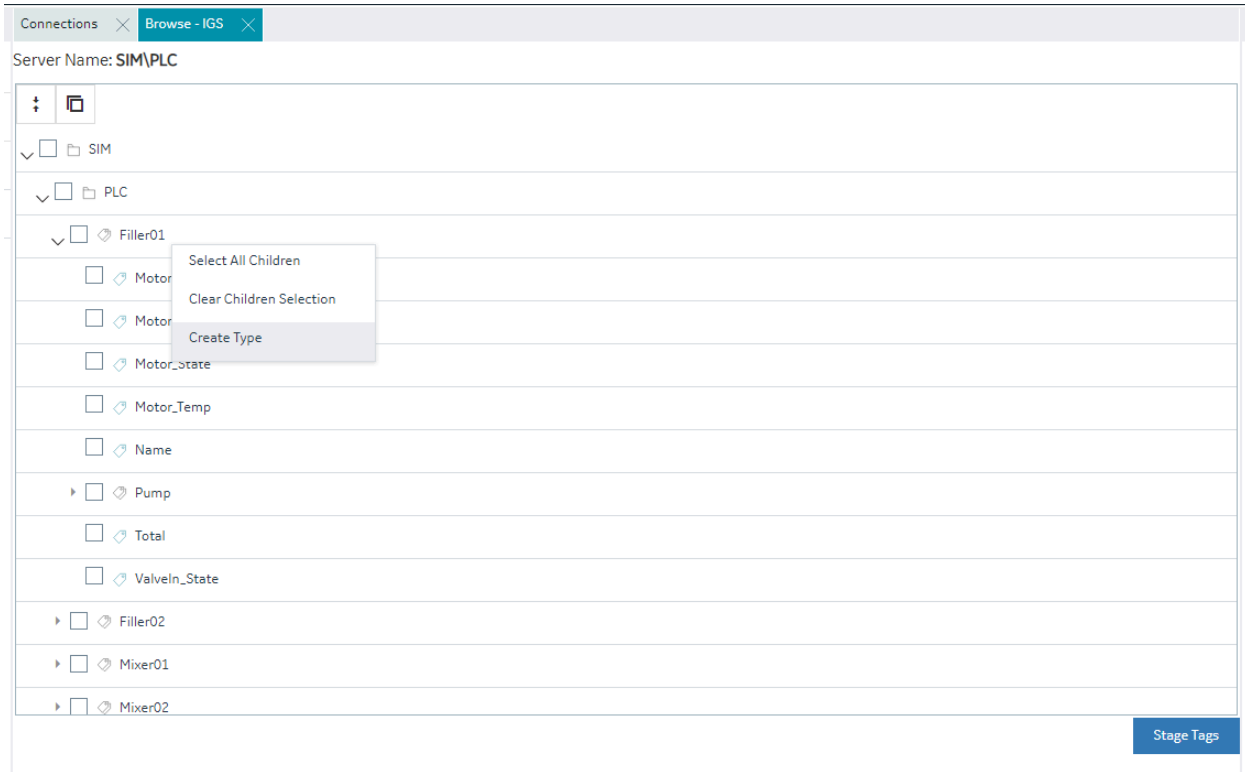 Connections
Browse - IGS
Server Name: SIM\PLC
SIM
PLC
Filler01
Select All Children
Motor
Clear Children Selection
Motor
Create Type
Motor_State
Motor_Temp
Name
Pump
Total
ValveIn_State
Filler02
Mixer01
Mixer02
Stage Tags